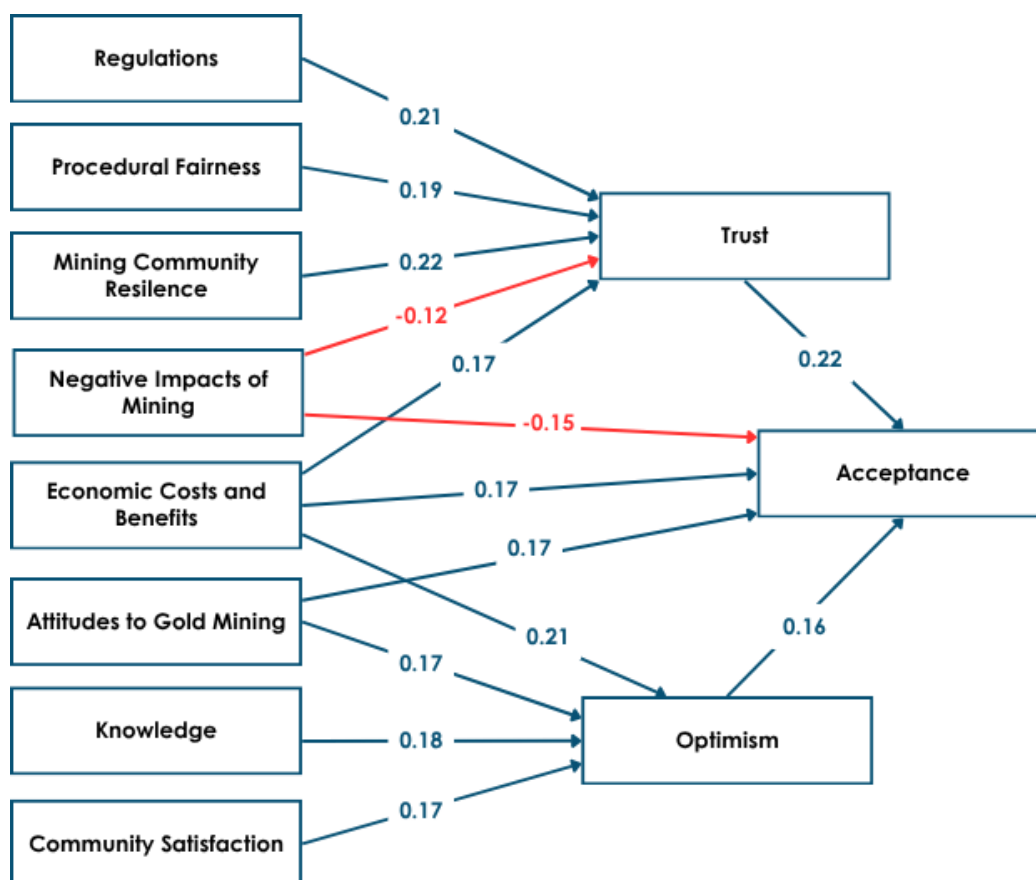 Regulations
0.21
Procedural Fairness
0.19
Trust
Mining Community
Resilence
0.22
-0.12
0.17
0.22
Negative Impacts of
Mining
-0.15
Acceptance
Economic Costs and
Benefits
0.17
0.17
Attitudes to Gold Mining
0.21
0.16
0.17
Knowledge
0.18
Optimism
0.17
Community Satisfaction